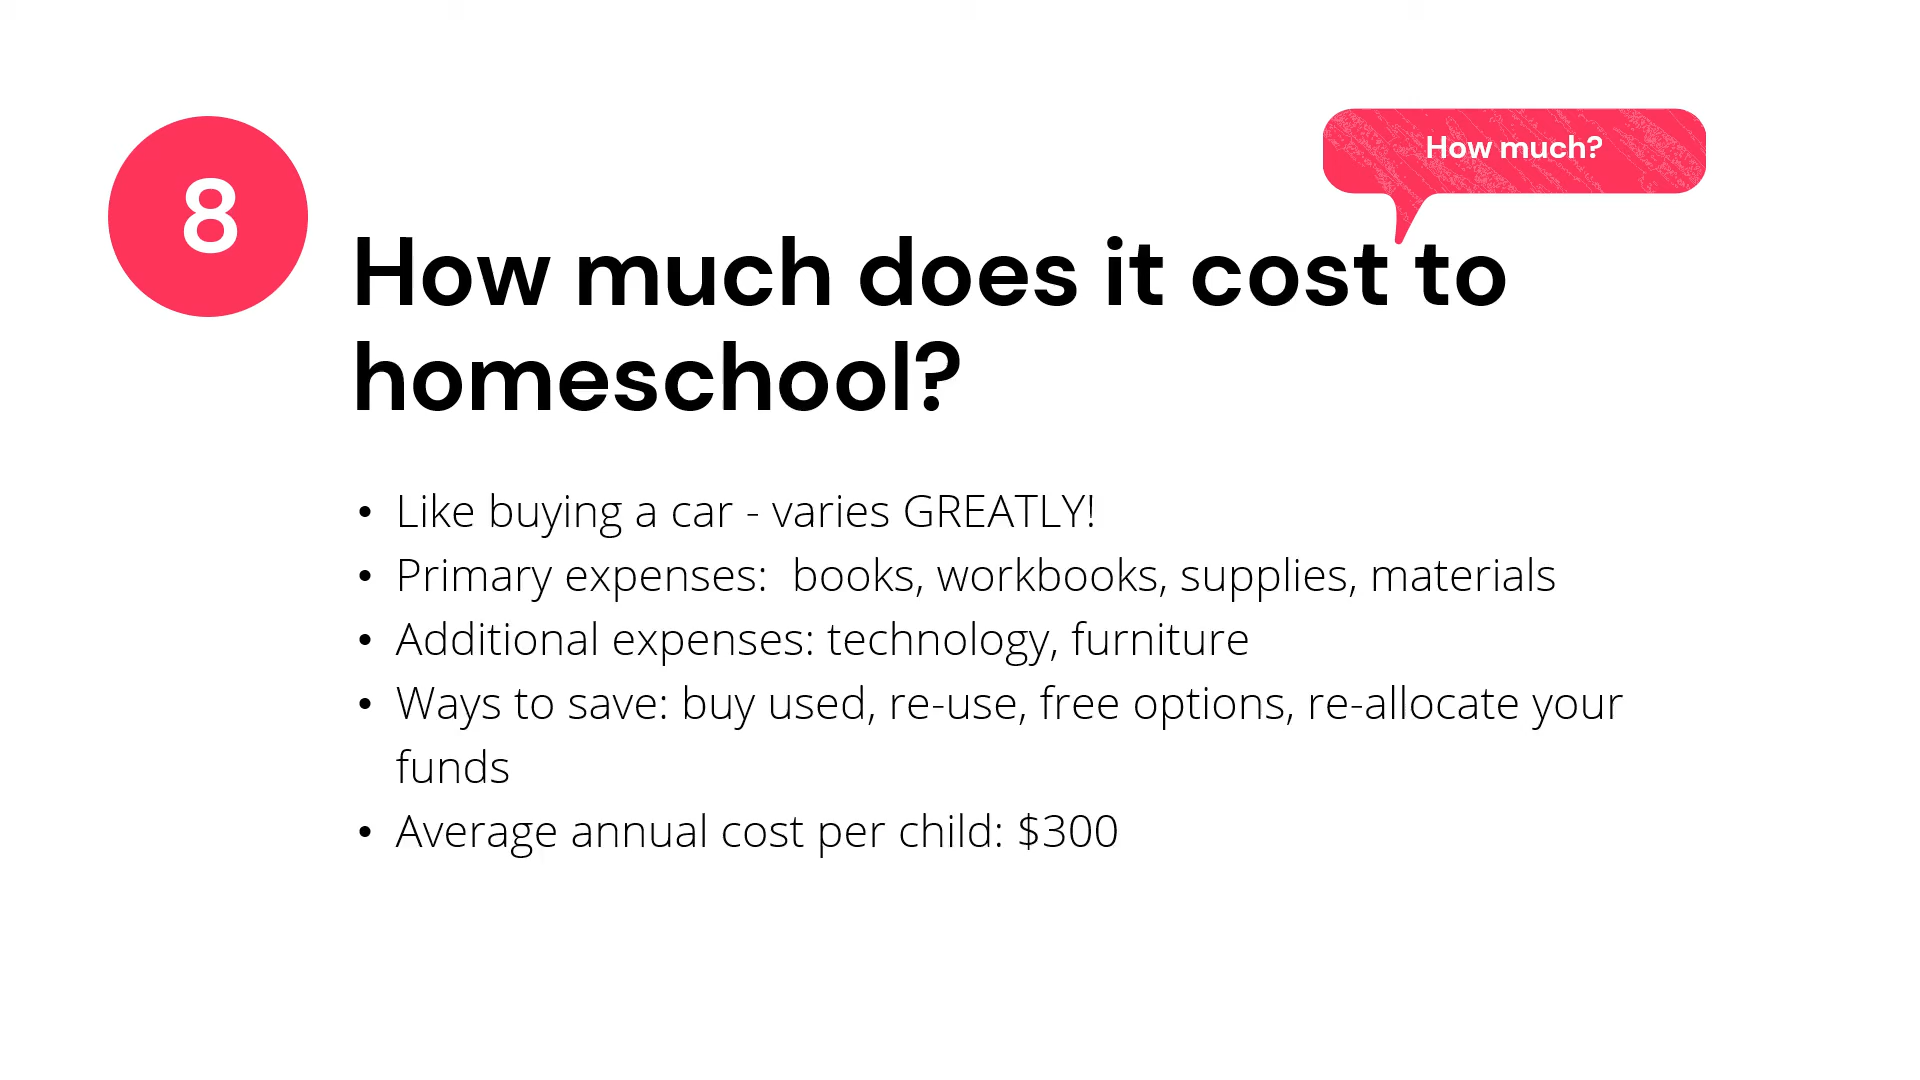 8
How much?
How much does it cost to
homeschool?
• Like buying a car - varies GREATLY!
• Primary expenses:  books, workbooks, supplies, materials
• Additional expenses: technology, furniture
• Ways to save: buy used, re-use, free options, re-allocate your
funds
• Average annual cost per child: $300